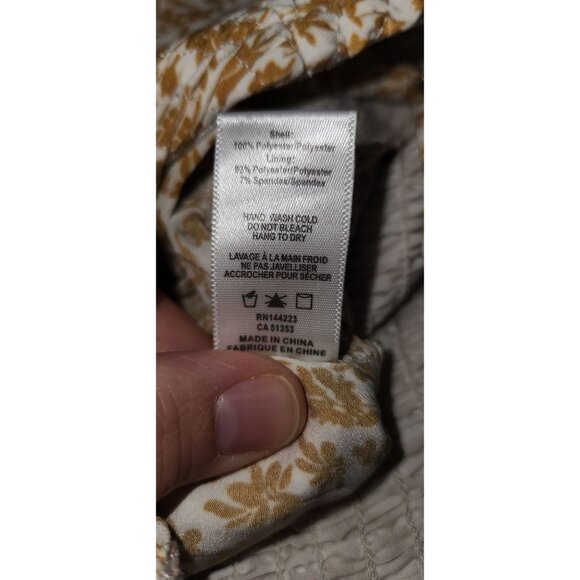 Shell:
100% Polyester/Polyester
Lining:
93% Polyester/Polyester
7% Spandex/Spandex
HAND WASH COLD
DO NOT BLEACH
HANG TO DRY
LAVAGE À LA MAIN FROID
NE PAS JAVELLISER
ACCROCHER POUR SÉCHER
RN144223
CA 51353
MADE IN CHINA
FABRIQUE EN CHINE